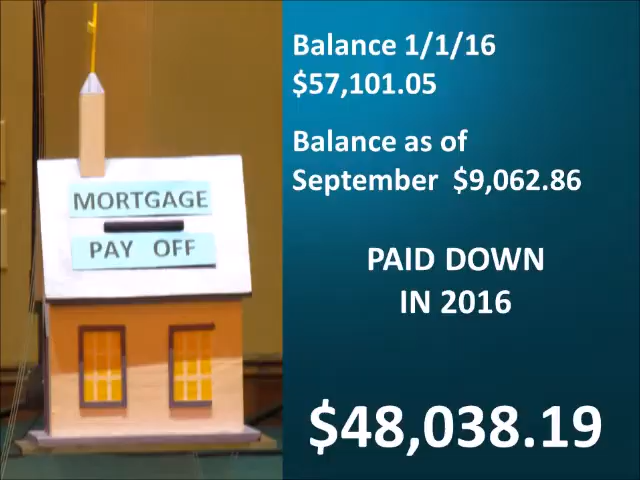 MORTGAGE
PAY OFF
Balance 1/1/16
$57,101.05
Balance as of
September $9,062.86
PAID DOWN
IN 2016
$48,038.19